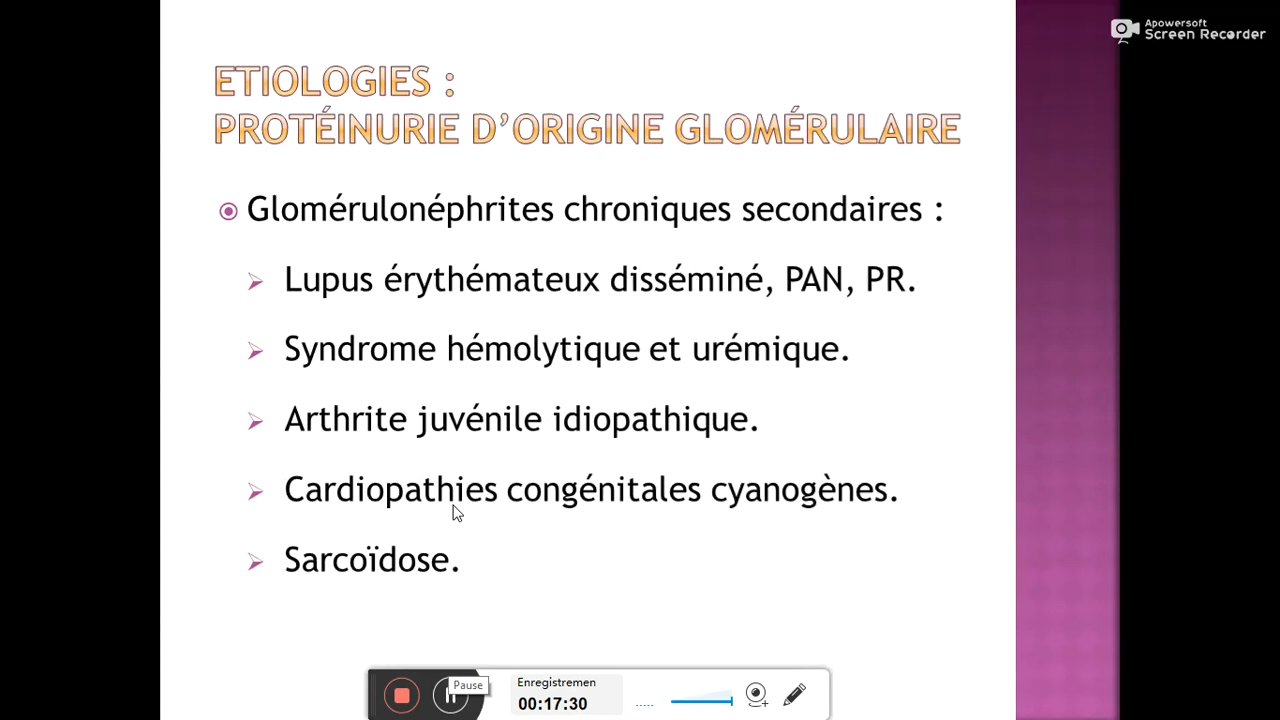 Apowersoft
Screen Recorder
ETIOLOGIES :
PROTÉINURIE D'ORIGINE GLOMÉRULAIRE
Glomérulonéphrites chroniques secondaires :
Lupus érythémateux disséminé, PAN, PR.
Syndrome hémolytique et urémique.
Arthrite juvénile idiopathique.
Cardiopathies congénitales cyanogènes.
Sarcoïdose.
Pause
Enregistremen
00:17:30